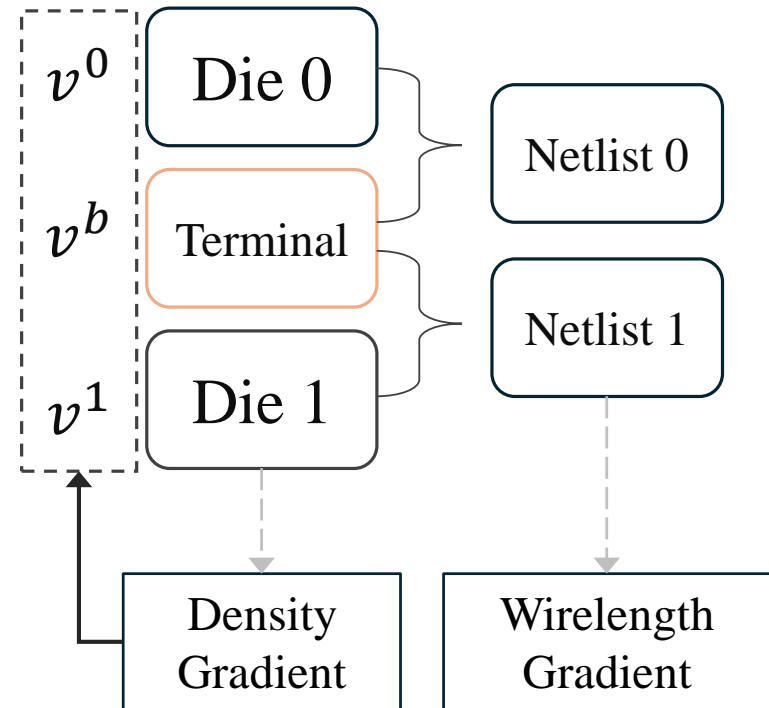 v⁰
Die 0
Netlist 0
vᵇ
Terminal
Netlist 1
v¹
Die 1
Density
Gradient
Wirelength
Gradient